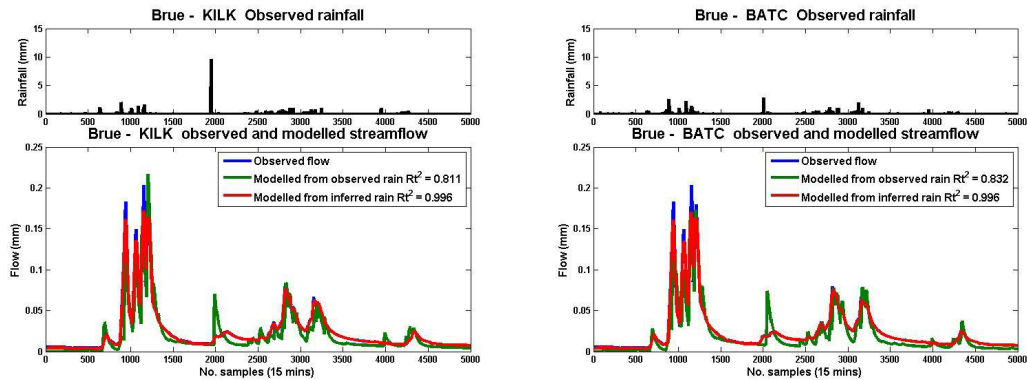 Brue - KILK Observed rainfall
Rainfall (mm)
15
10
5
0
0 500 1000 1500 2000 2500 3000 3500 4000 4500 5000
Brue - KILK observed and modelled streamflow
Flow (mm)
0.25
0.2
0.15
0.1
0.05
0
Observed flow
Modelled from observed rain Rt² = 0.811
Modelled from inferred rain Rt² = 0.996
0 500 1000 1500 2000 2500 3000 3500 4000 4500 5000
No. samples (15 mins)
Brue - BATC Observed rainfall
Rainfall (mm)
15
10
5
0
0 500 1000 1500 2000 2500 3000 3500 4000 4500 5000
Brue - BATC observed and modelled streamflow
Flow (mm)
0.25
0.2
0.15
0.1
0.05
0
Observed flow
Modelled from observed rain Rt² = 0.832
Modelled from inferred rain Rt² = 0.996
0 500 1000 1500 2000 2500 3000 3500 4000 4500 5000
No. samples (15 mins)